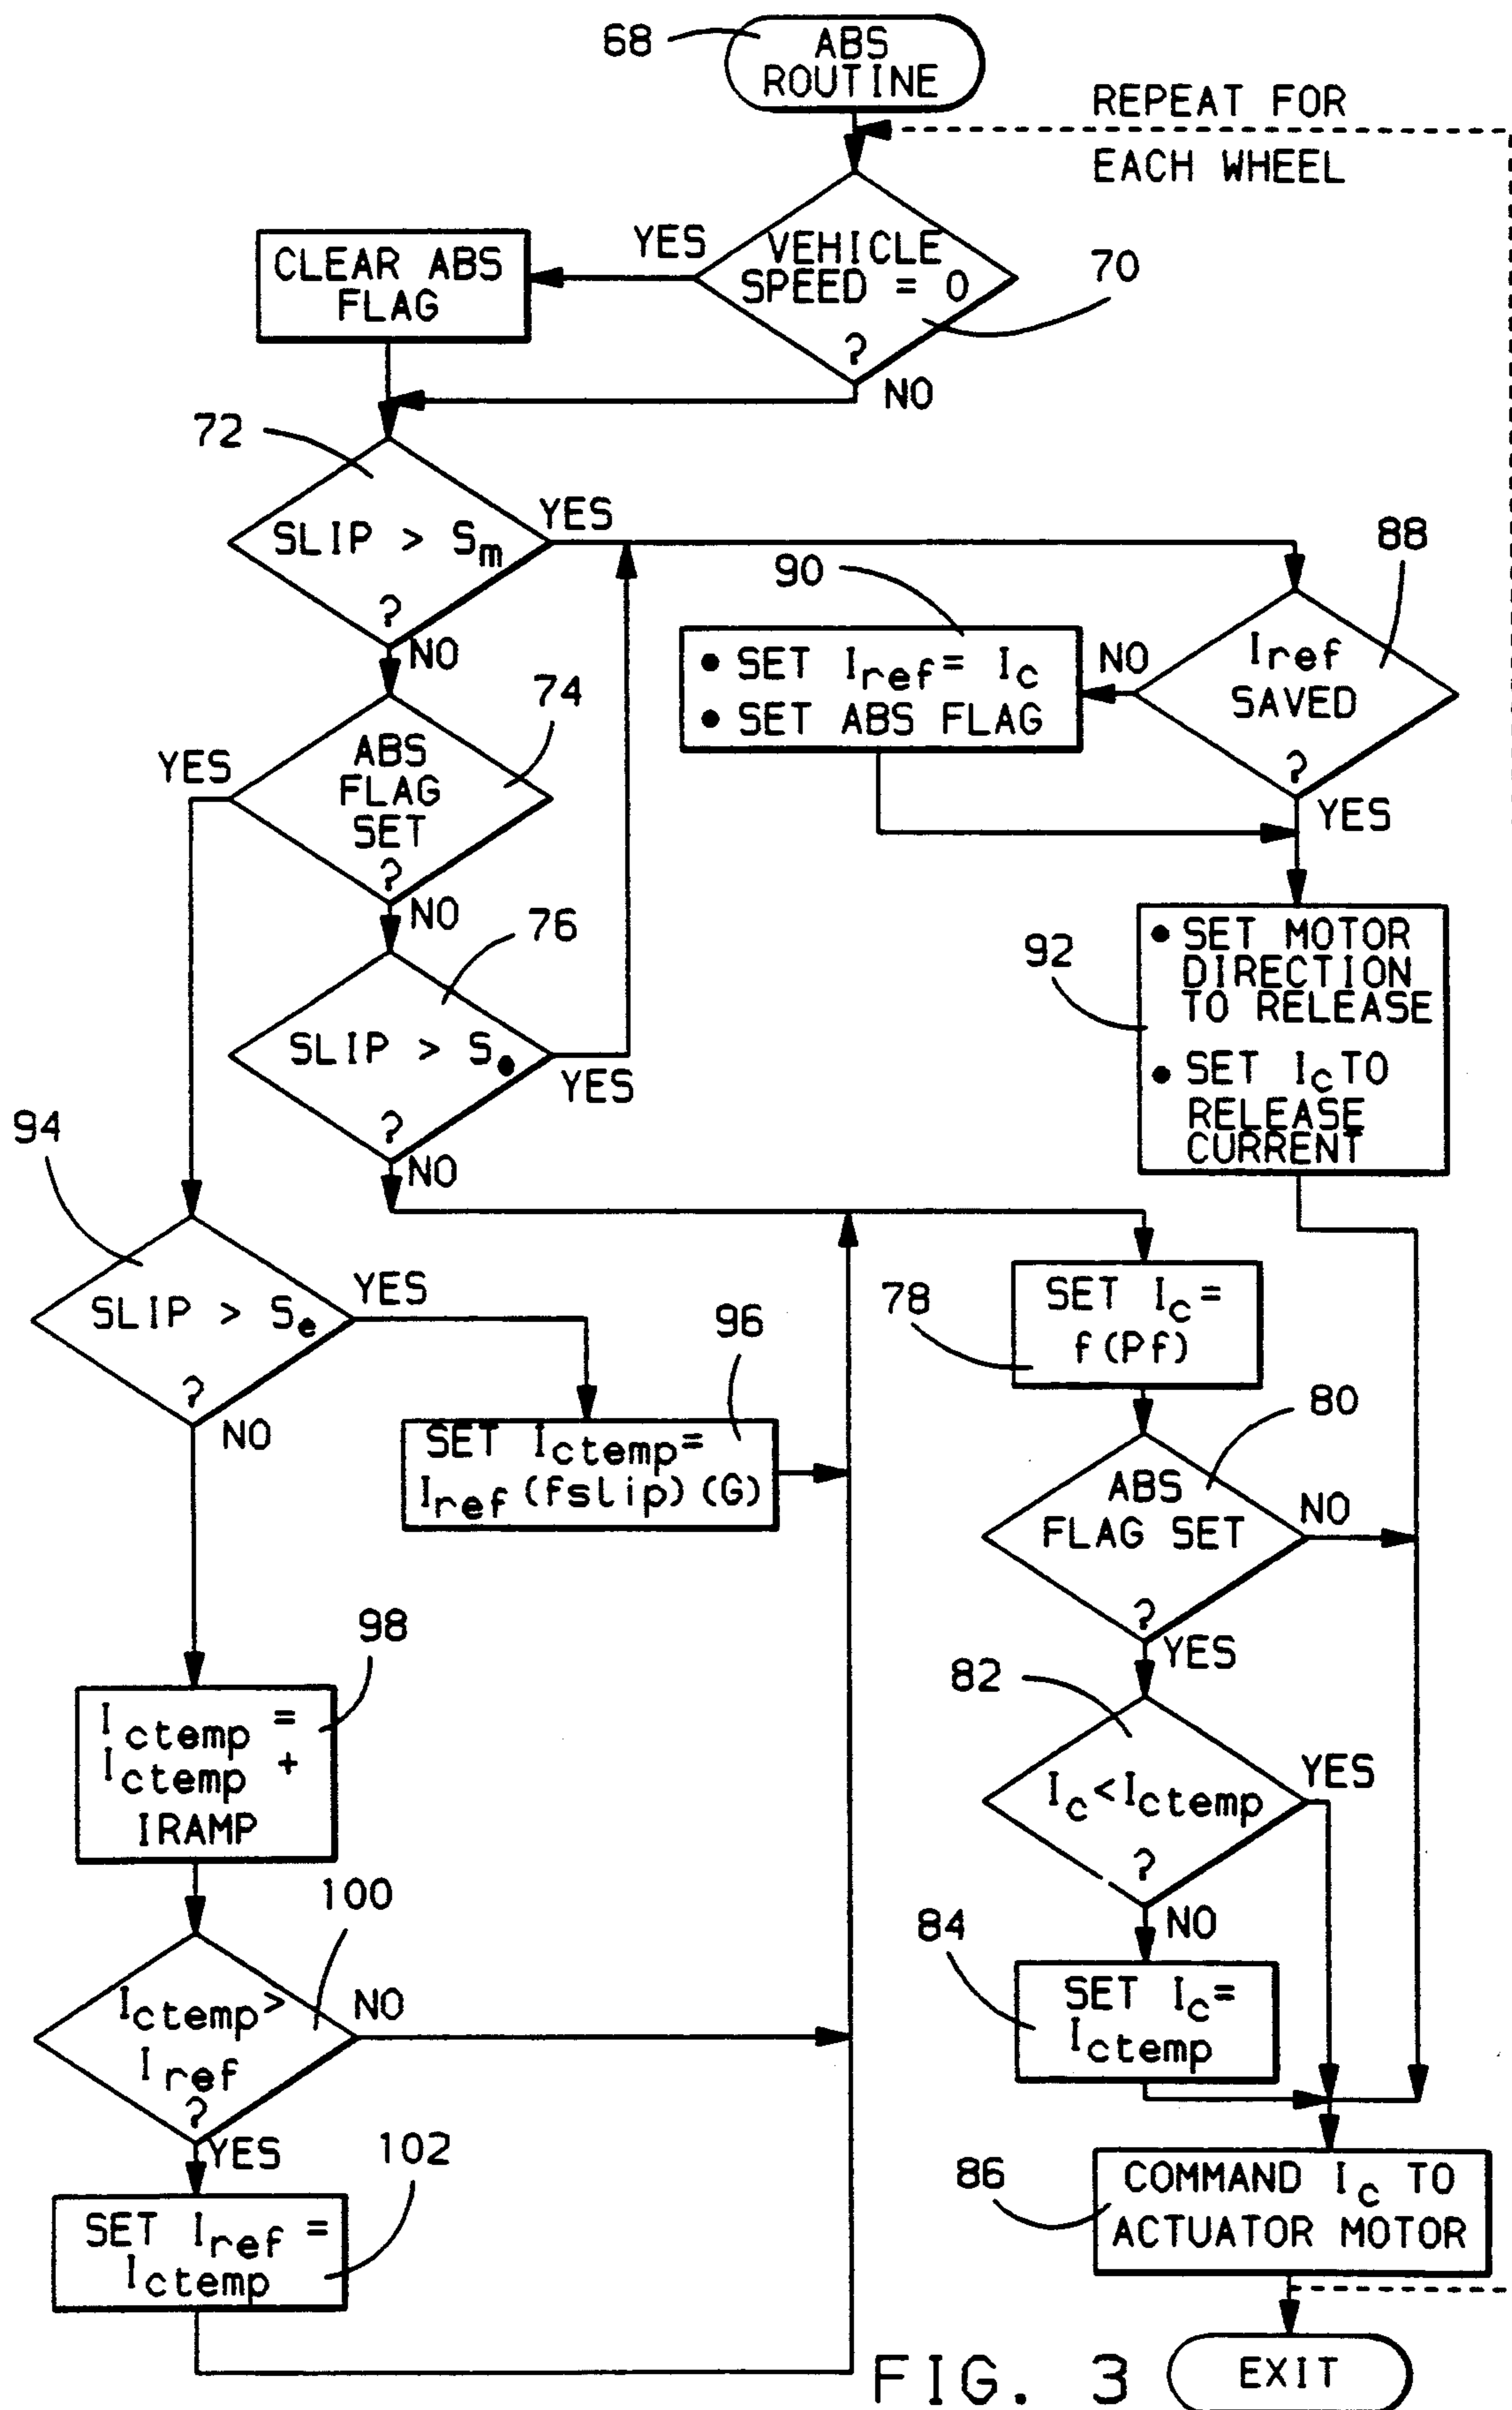 68
ABS
ROUTINE
REPEAT FOR
EACH WHEEL
CLEAR ABS
FLAG
YES
VEHICLE
SPEED = 0
?
70
NO
72
SLIP > Sm
?
YES
NO
88
90
• SET Iref= Ic
• SET ABS FLAG
NO
Iref
SAVED
?
YES
74
YES
ABS
FLAG
SET
?
NO
76
SLIP > S
?
YES
NO
92
• SET MOTOR
DIRECTION
TO RELEASE
• SET Ic TO
RELEASE
CURRENT
94
SLIP > Se
?
YES
NO
96
SET Ictemp=
Iref (fslip) (G)
78
SET Ic =
f (Pf)
80
ABS
FLAG SET
?
NO
YES
98
Ictemp =
Ictemp +
IRAMP
82
Ic < Ictemp
?
YES
NO
100
Ictemp >
Iref
?
NO
YES
84
SET Ic=
Ictemp
102
SET Iref =
Ictemp
86
COMMAND Ic TO
ACTUATOR MOTOR
FIG. 3
EXIT